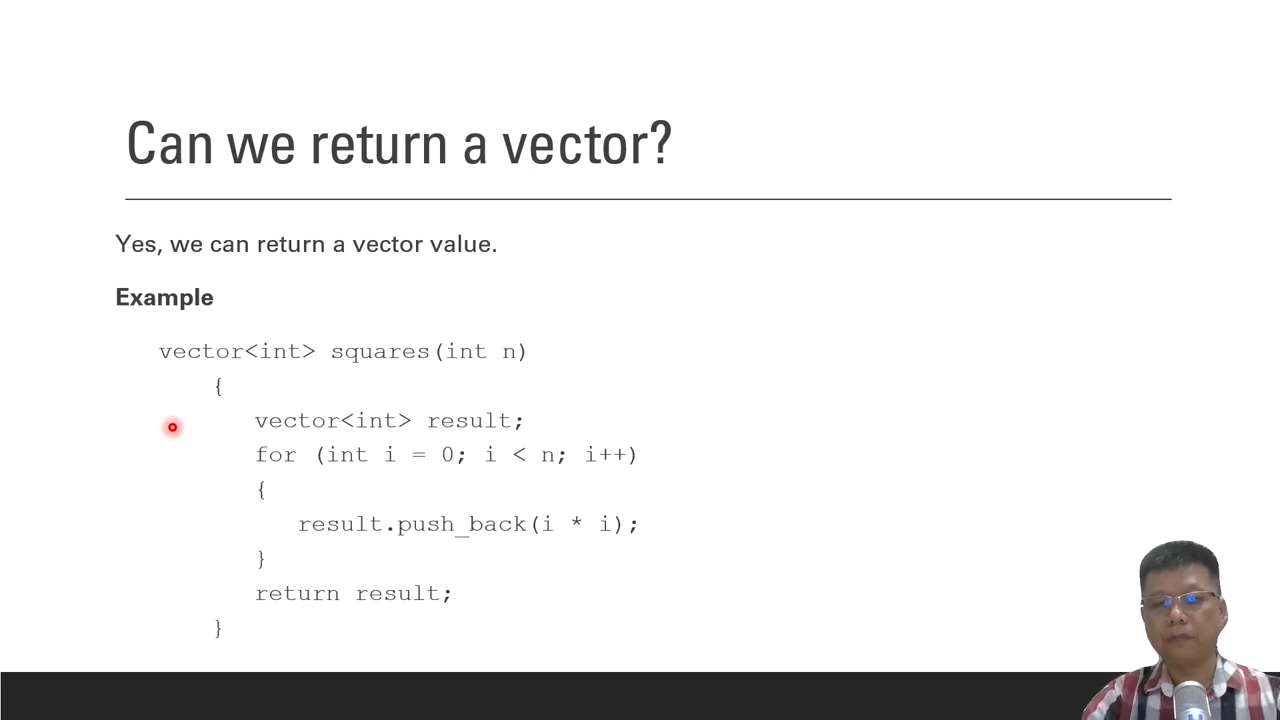 Can we return a vector?
Yes, we can return a vector value.
Example
vector<int> squares(int n)
{
vector<int> result;
for (int i = 0; i < n; i++)
{
result.push_back(i * i);
}
return result;
}